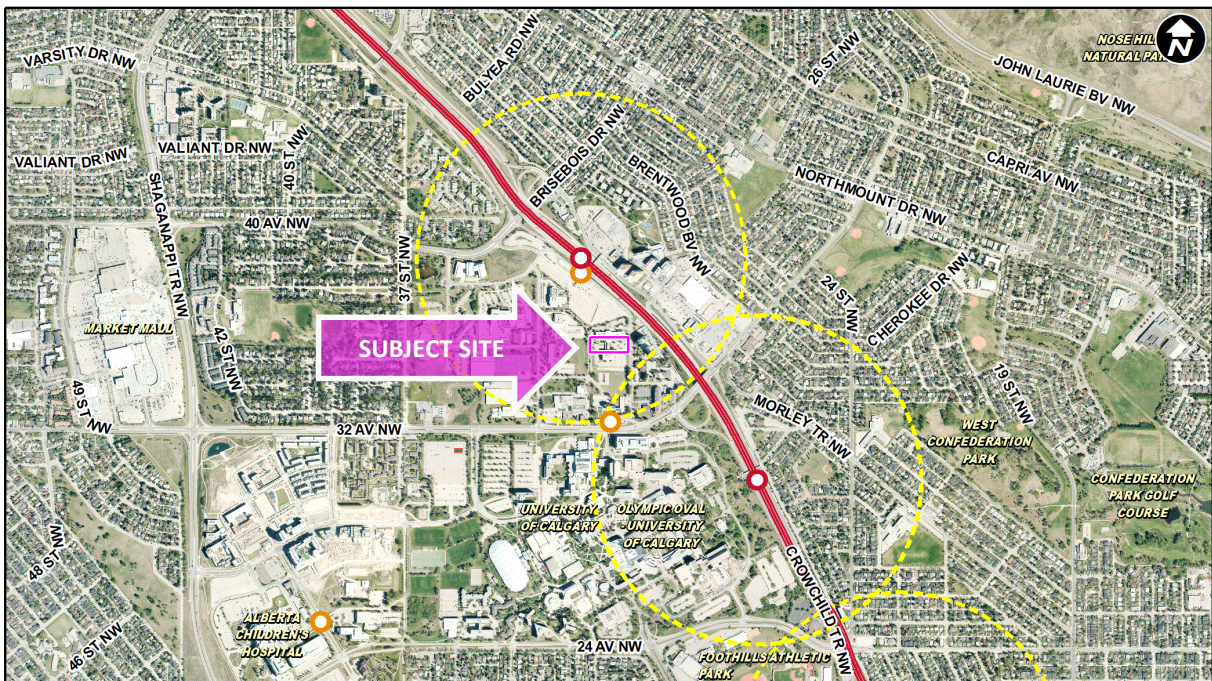 VARSITY DR NW
BULYEA RD NW
26 ST NW
NOSE HIL
NATURAL PA
N
JOHN LAURIE BV NW
VALIANT DR NW
VALIANT DR NW
40 ST NW
BRISEBOIS DR NW
BRENTWOOD BV NW
NORTHMOUNT DR NW
CAPRI AV NW
SHAGANAPPI TR NW
40 AV NW
37 ST NW
24 ST NW
CHEROKEE DR NW
MARKET MALL
42 ST NW
SUBJECT SITE
19 ST NW
49 ST NW
32 AV NW
MORLEY TR NW
WEST
CONFEDERATION
PARK
CONFEDERATION
PARK GOLF
COURSE
UNIVERSITY
OF CALGARY
OLYMPIC OVAL
-UNIVERSITY
OF CALGARY
48 ST NW
CROWCHILD TR NW
ALBERTA
CHILDREN'S
HOSPITAL
46 ST NW
24 AV NW
FOOTHILLS ATHLETIC
PARK